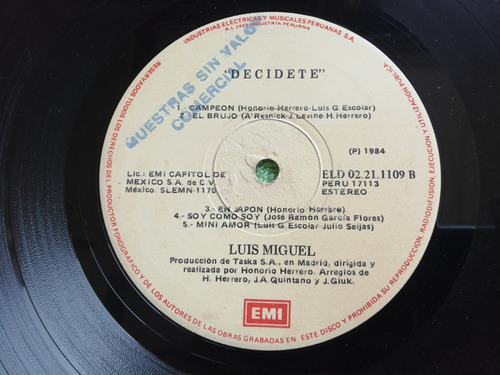 INDUSTRIAS ELECTRICAS Y MUSICALES PERUANAS S.A.
R.I. 1423 INDUSTRIA PERUANA
"DECIDETE"
MUESTRAS SIN VALO
COMERCIAL
1.- CAMPEON (Honorio Herrero-Luis G. Escolar)
2.- EL BRUJO (A Resnick J. Levine H. Herrero)
(P) 1984
Lic.: EMI CAPITOL DE
MEXICO S.A. de C.V.
México. SLEMN-1170
ELD 02.21.1109 B
PERU 17113
ESTEREO
3.- EN JAPON (Honorio Herrero)
4.- SOY COMO SOY (José Ramón García Flores)
5.- MINI AMOR (Luis G. Escolar Julio Seijas)
LUIS MIGUEL
Producción de Taska S.A., en Madrid, dirigida y
realizada por Honorio Herrero. Arreglos de
H. Herrero, J.A. Quintano y J. Giuk.
EMI
RESERVADOS TODOS LOS DERECHOS DEL PRODUCTOR FONOGRAFICO Y DE LOS AUTORES DE LAS OBRAS GRABADAS EN ESTE DISCO Y PROHIBIDA SU REPRODUCCION, RADIODIFUSION, EJECUCION Y UTILIZACION PUBLICA.